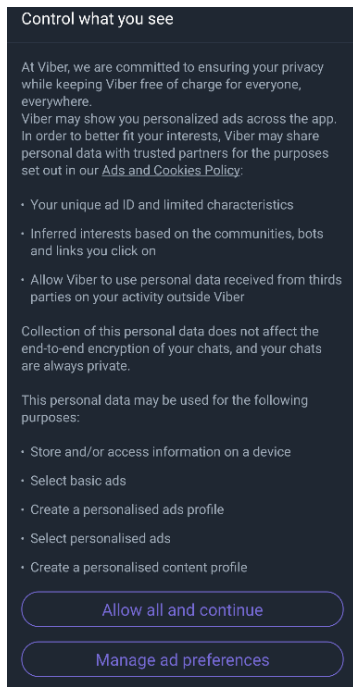 Control what you see
At Viber, we are committed to ensuring your privacy
while keeping Viber free of charge for everyone,
everywhere.
Viber may show you personalized ads across the app.
In order to better fit your interests, Viber may share
personal data with trusted partners for the purposes
set out in our Ads and Cookies Policy:
· Your unique ad ID and limited characteristics
· Inferred interests based on the communities, bots
and links you click on
· Allow Viber to use personal data received from thirds
parties on your activity outside Viber
Collection of this personal data does not affect the
end-to-end encryption of your chats, and your chats
are always private.
This personal data may be used for the following
purposes:
· Store and/or access information on a device
· Select basic ads
· Create a personalised ads profile
· Select personalised ads
· Create a personalised content profile
Allow all and continue
Manage ad preferences